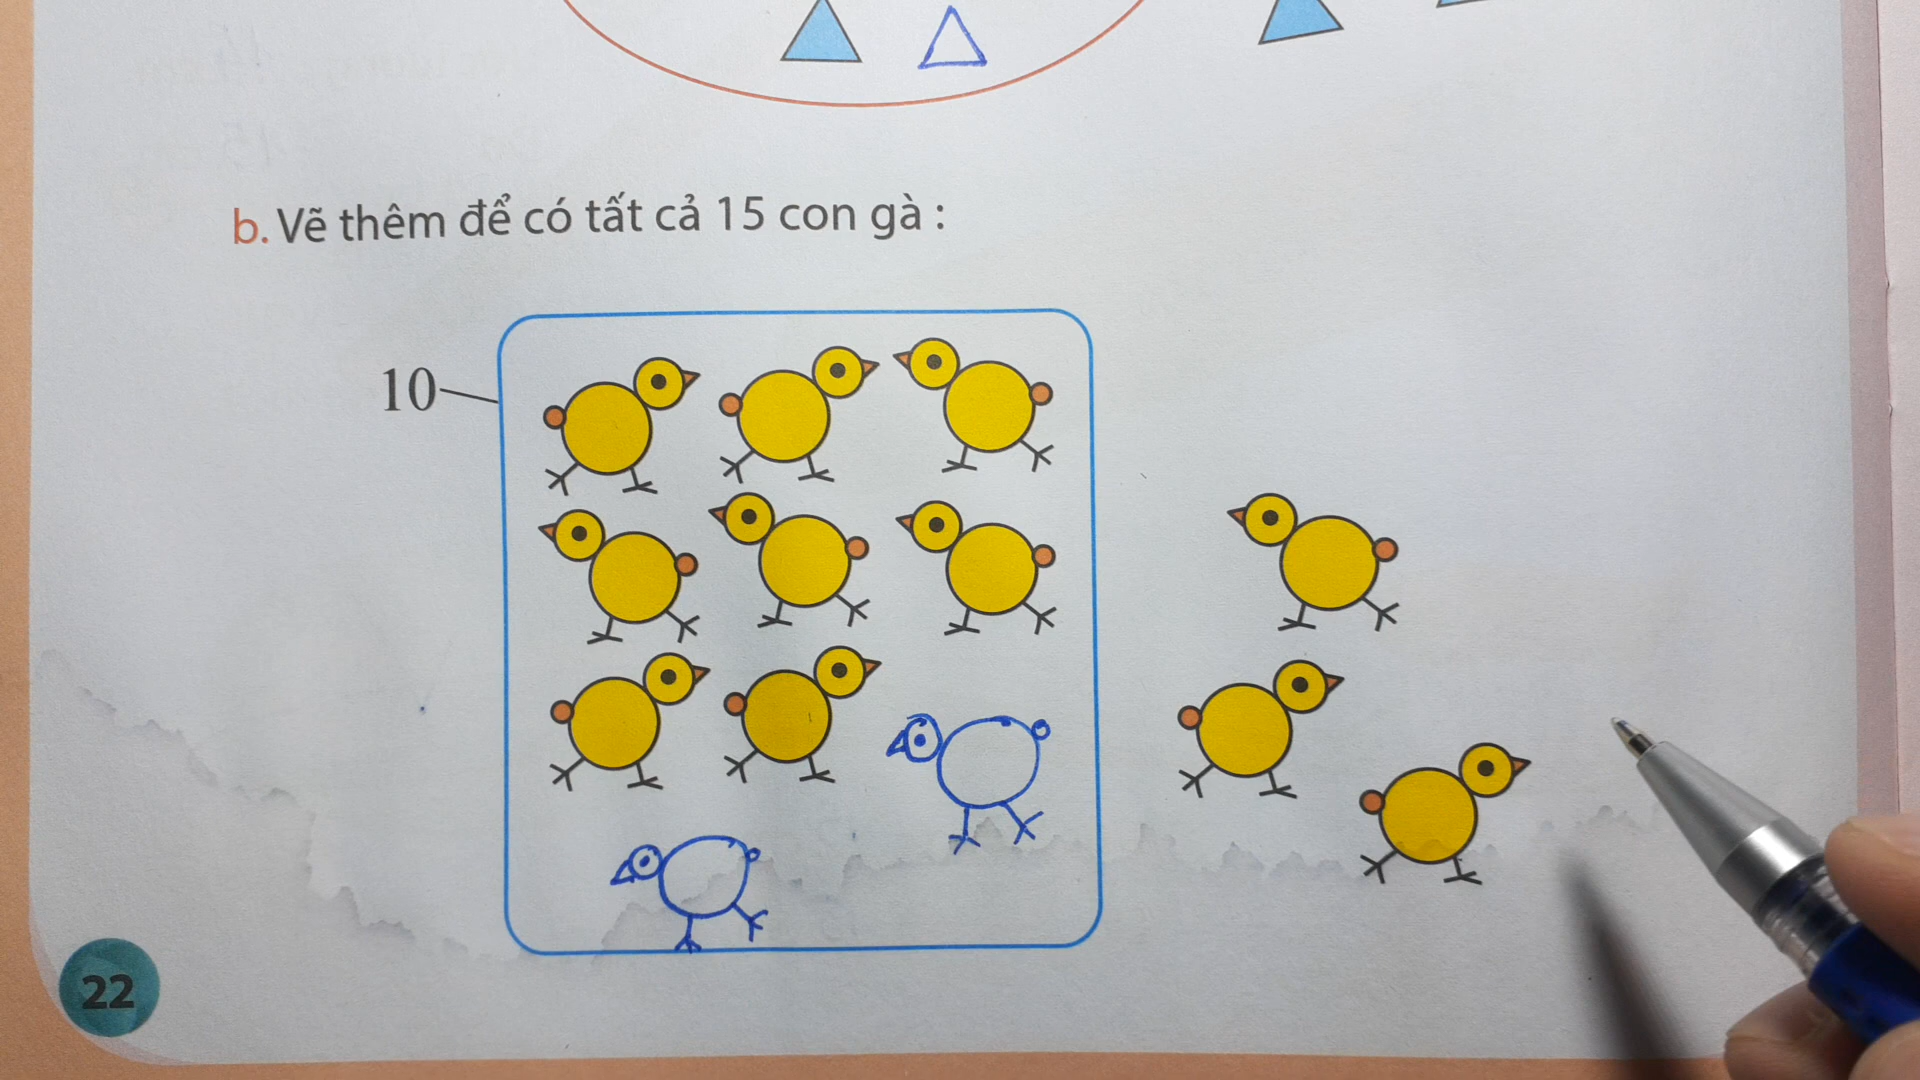 b. Vẽ thêm để có tất cả 15 con gà :
10
22